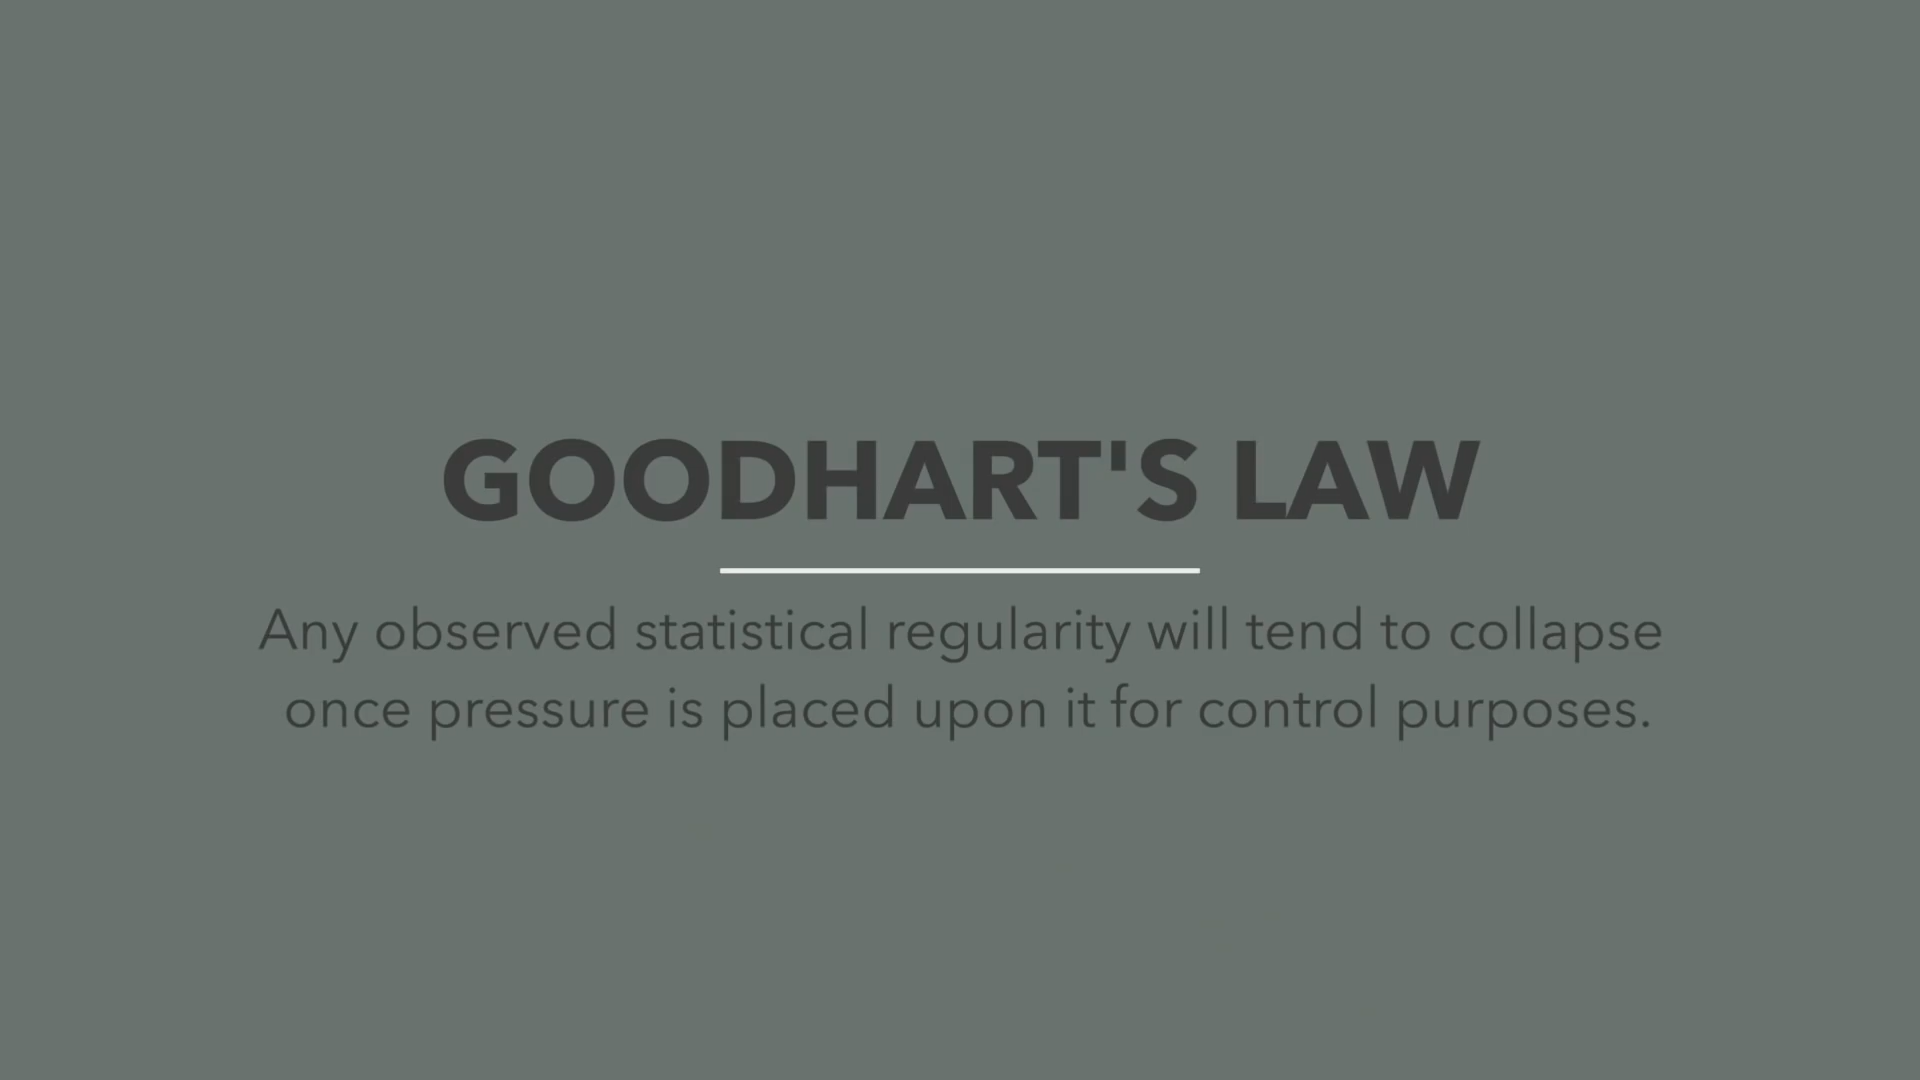 GOODHART'S LAW
Any observed statistical regularity will tend to collapse
once pressure is placed upon it for control purposes.